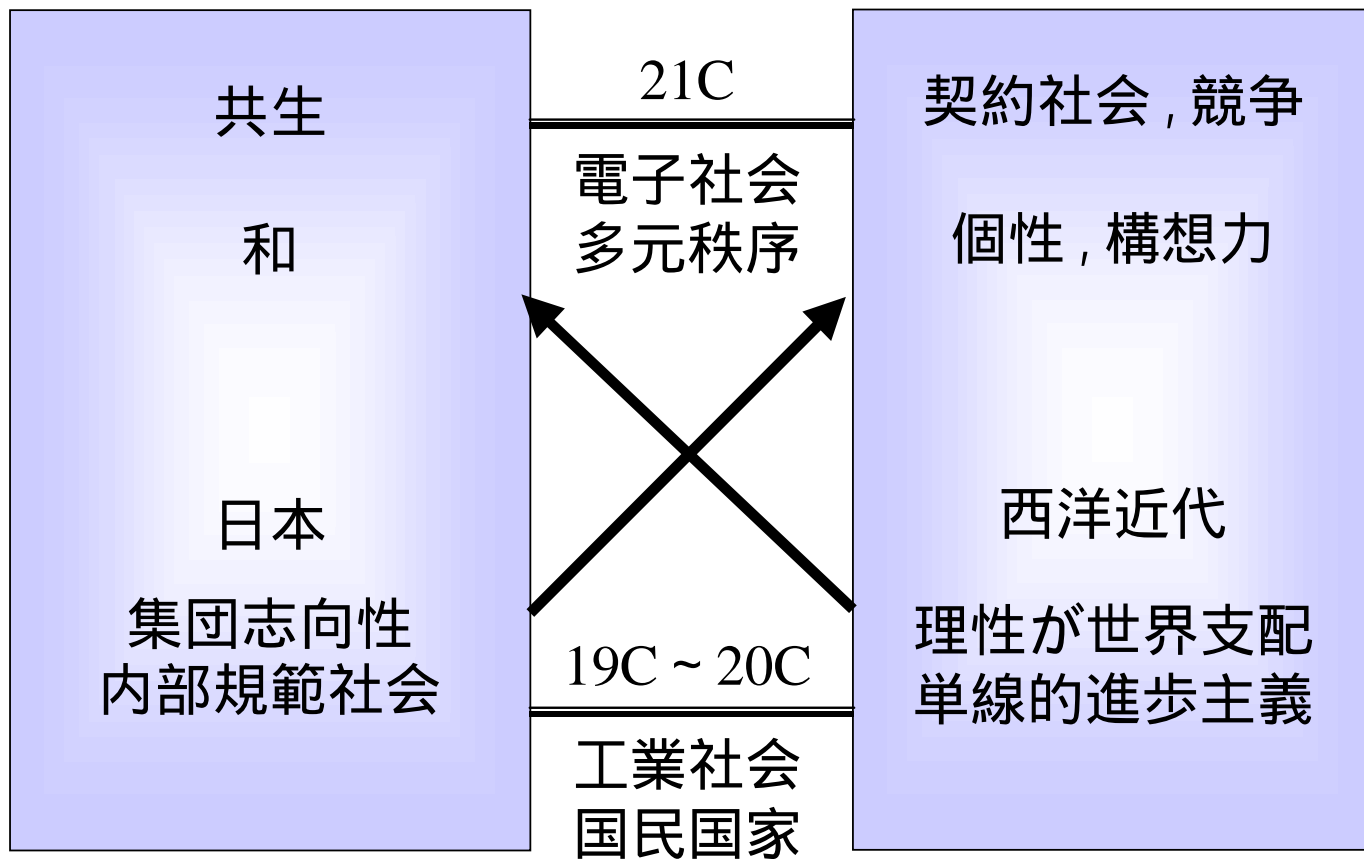 共生
和
日本
集団志向性
内部規範社会
21C
電子社会
多元秩序
19C ~ 20C
工業社会
国民国家
契約社会 , 競争
個性 , 構想力
西洋近代
理性が世界支配
単線的進歩主義